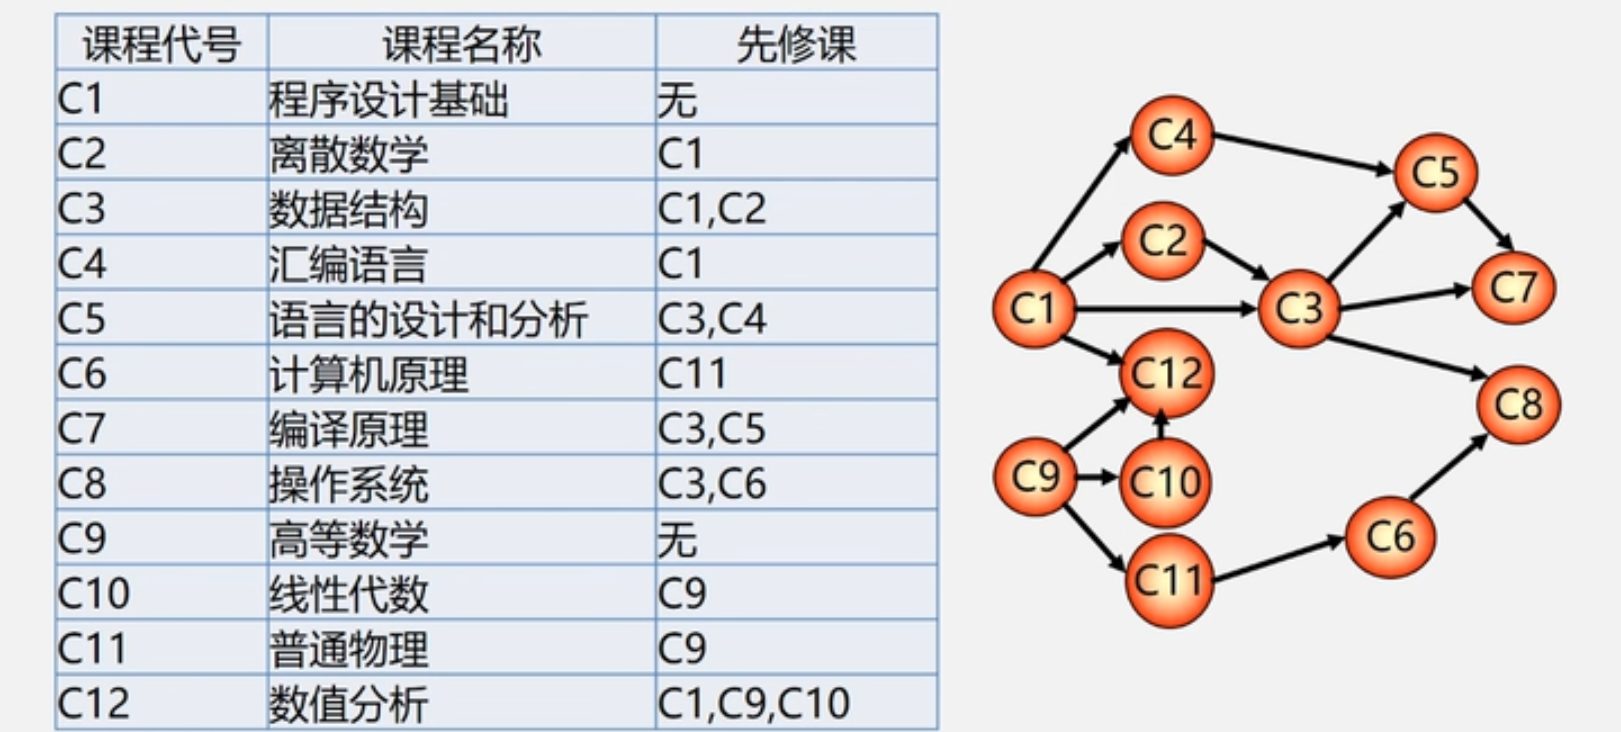 课程代号 课程名称 先修课
C1 程序设计基础 无
C2 离散数学 C1
C3 数据结构 C1,C2
C4 汇编语言 C1
C5 语言的设计和分析 C3,C4
C6 计算机原理 C11
C7 编译原理 C3,C5
C8 操作系统 C3,C6
C9 高等数学 无
C10 线性代数 C9
C11 普通物理 C9
C12 数值分析 C1,C9,C10
C4
C5
C2
C7
C1
C3
C12
C8
C9
C10
C6
C11